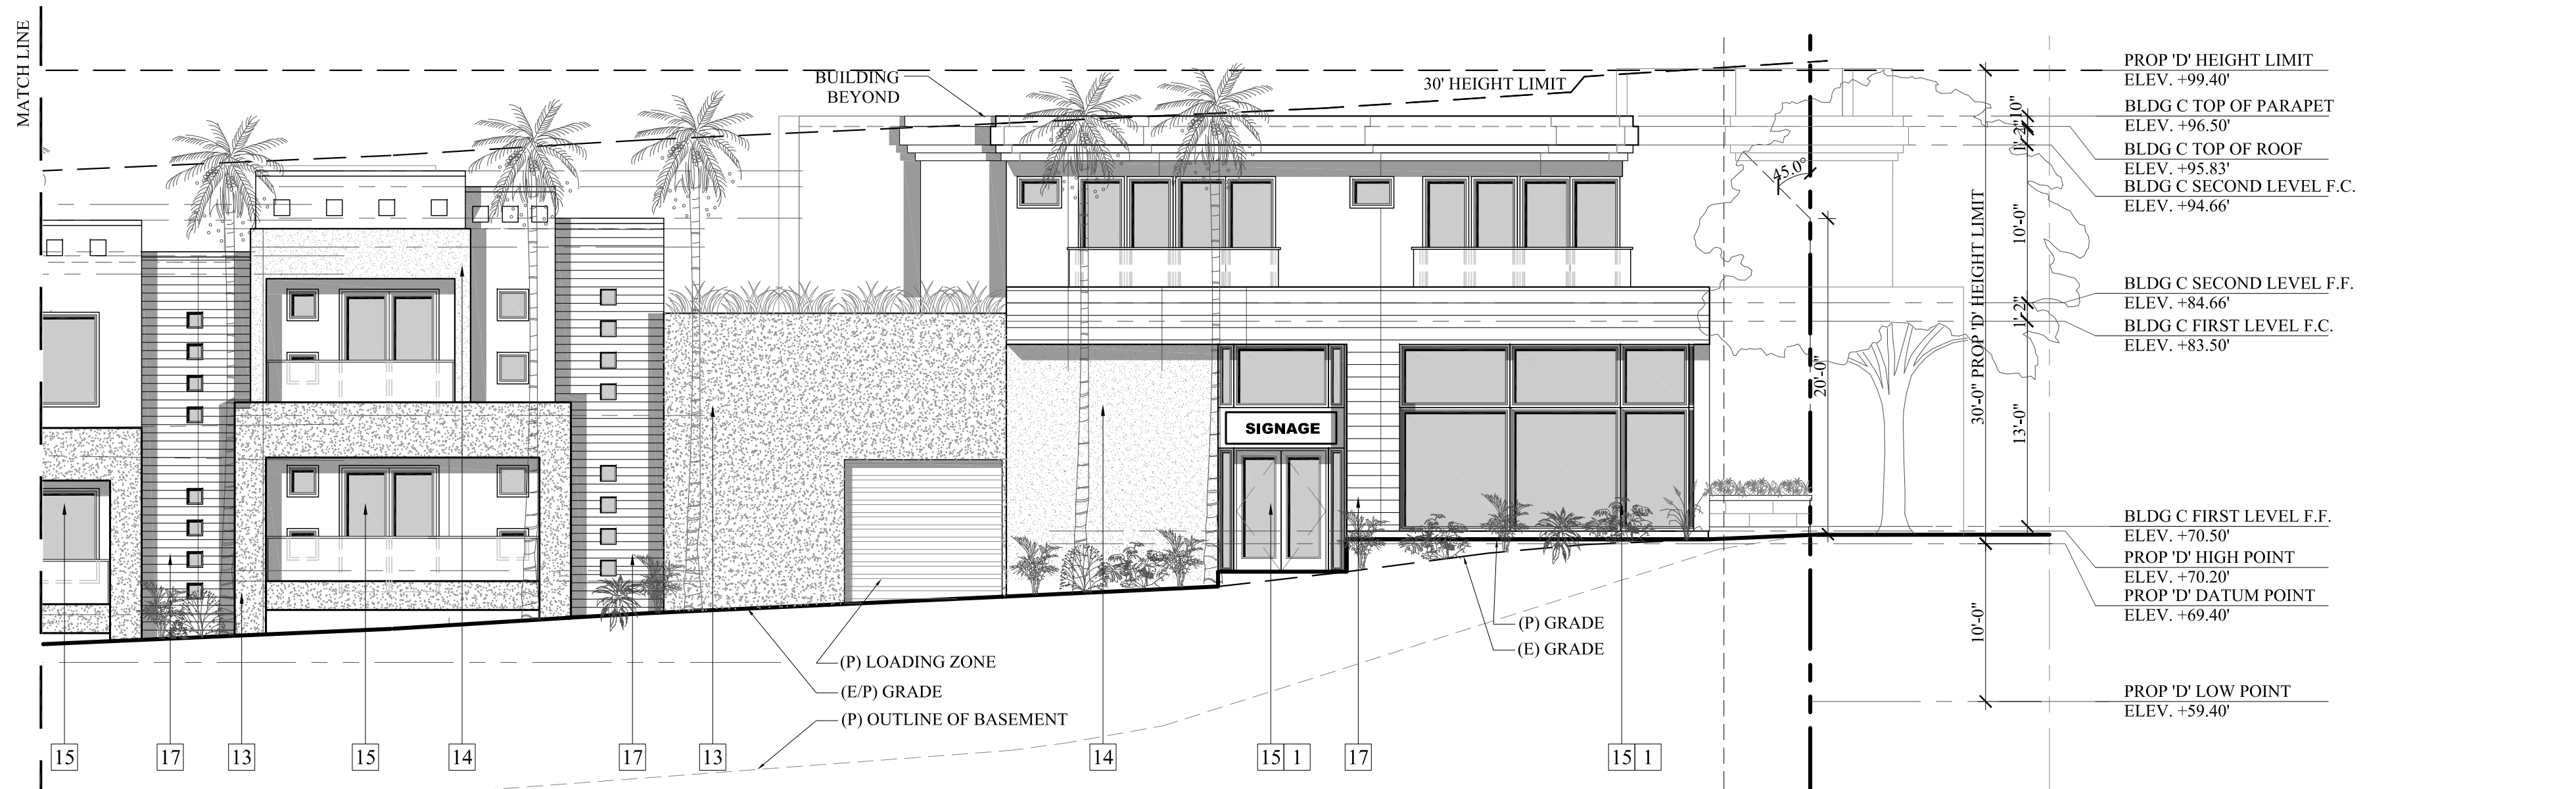 MATCH LINE
BUILDING
BEYOND
30' HEIGHT LIMIT
PROP 'D' HEIGHT LIMIT
ELEV. +99.40'
BLDG C TOP OF PARAPET
ELEV. +96.50'
BLDG C TOP OF ROOF
ELEV. +95.83'
BLDG C SECOND LEVEL F.C.
ELEV. +94.66'
BLDG C SECOND LEVEL F.F.
ELEV. +84.66'
BLDG C FIRST LEVEL F.C.
ELEV. +83.50'
BLDG C FIRST LEVEL F.F.
ELEV. +70.50'
PROP 'D' HIGH POINT
ELEV. +70.20'
PROP 'D' DATUM POINT
ELEV. +69.40'
PROP 'D' LOW POINT
ELEV. +59.40'
10"
1'-2"
10'-0"
1'-2"
13'-0"
30'-0" PROP 'D' HEIGHT LIMIT
10'-0"
45.0°
20'-0"
SIGNAGE
(P) GRADE
(E) GRADE
(P) LOADING ZONE
(E/P) GRADE
(P) OUTLINE OF BASEMENT
15 17 13 15 14 17 13 14 15 1 17 15 1